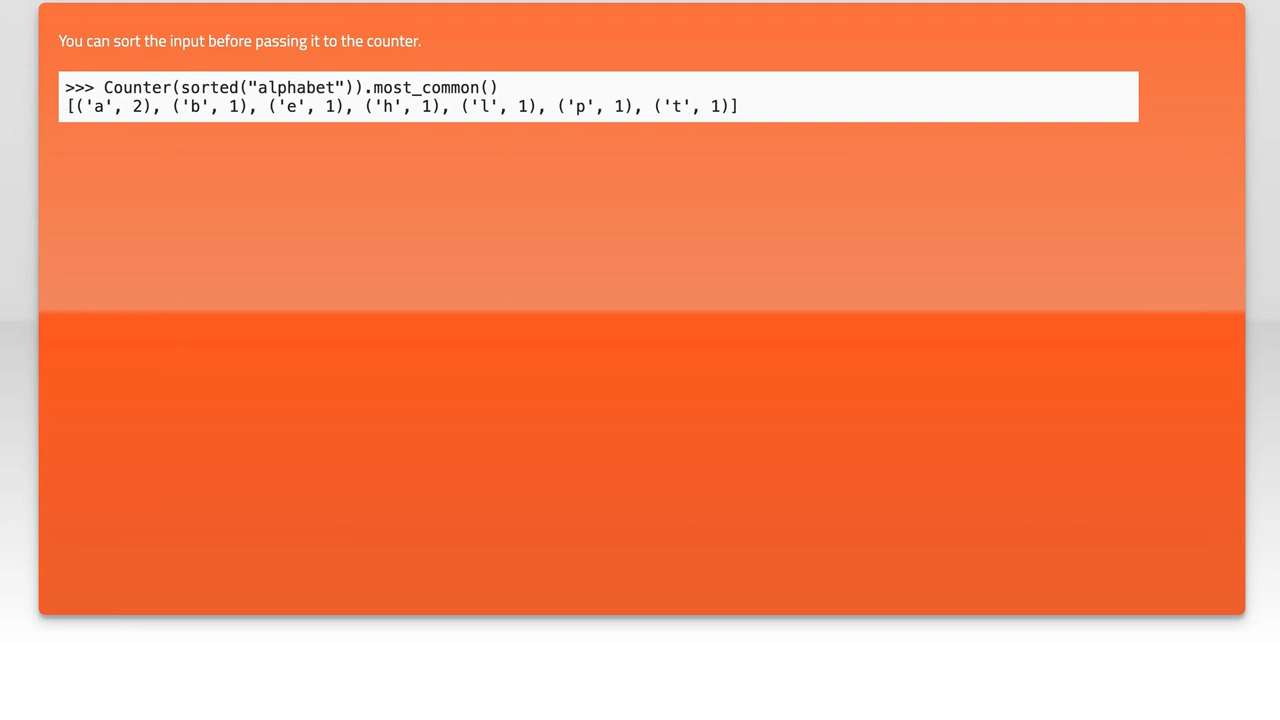 You can sort the input before passing it to the counter.
>>> Counter(sorted("alphabet")).most_common()
[('a', 2), ('b', 1), ('e', 1), ('h', 1), ('l', 1), ('p', 1), ('t', 1)]